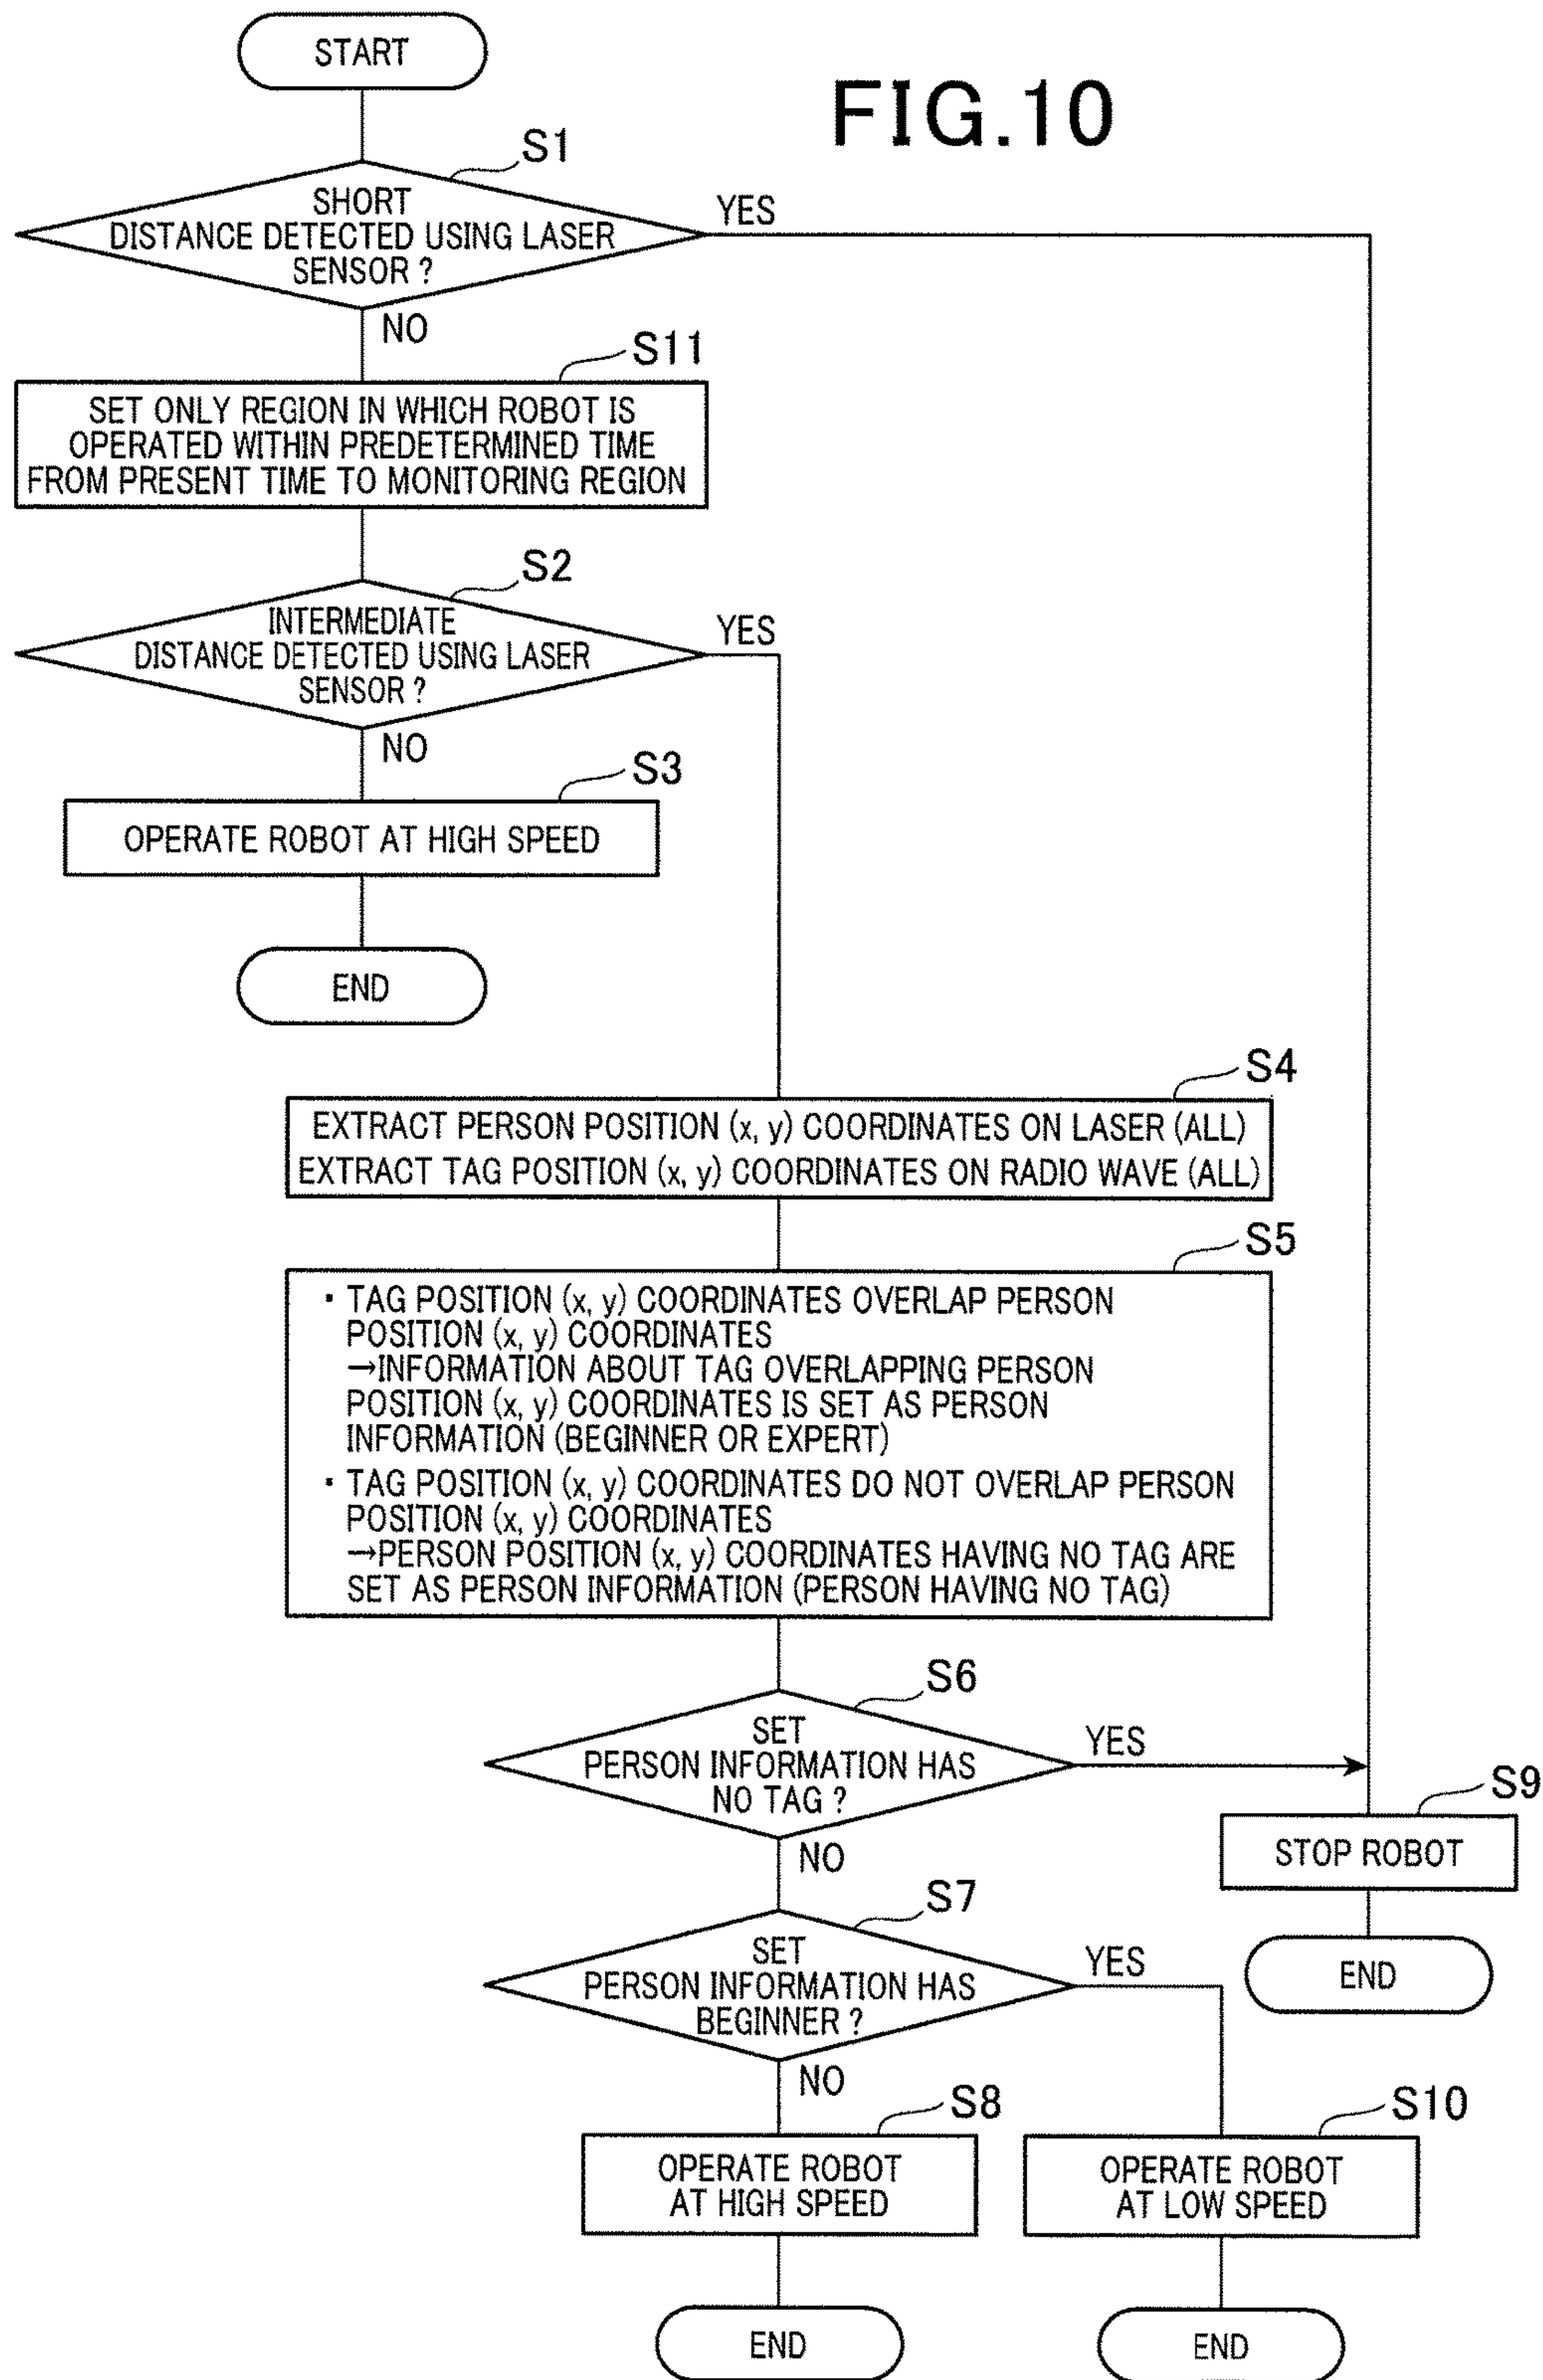 START
FIG.10
S1
SHORT
DISTANCE DETECTED USING LASER
SENSOR ?
YES
NO
S11
SET ONLY REGION IN WHICH ROBOT IS
OPERATED WITHIN PREDETERMINED TIME
FROM PRESENT TIME TO MONITORING REGION
S2
INTERMEDIATE
DISTANCE DETECTED USING LASER
SENSOR ?
YES
NO
S3
OPERATE ROBOT AT HIGH SPEED
END
S4
EXTRACT PERSON POSITION (x, y) COORDINATES ON LASER (ALL)
EXTRACT TAG POSITION (x, y) COORDINATES ON RADIO WAVE (ALL)
S5
・TAG POSITION (x, y) COORDINATES OVERLAP PERSON
POSITION (x, y) COORDINATES
→INFORMATION ABOUT TAG OVERLAPPING PERSON
POSITION (x, y) COORDINATES IS SET AS PERSON
INFORMATION (BEGINNER OR EXPERT)
・TAG POSITION (x, y) COORDINATES DO NOT OVERLAP PERSON
POSITION (x, y) COORDINATES
→PERSON POSITION (x, y) COORDINATES HAVING NO TAG ARE
SET AS PERSON INFORMATION (PERSON HAVING NO TAG)
S6
SET
PERSON INFORMATION HAS
NO TAG ?
YES
NO
S9
STOP ROBOT
END
S7
SET
PERSON INFORMATION HAS
BEGINNER ?
YES
NO
S8
OPERATE ROBOT
AT HIGH SPEED
END
S10
OPERATE ROBOT
AT LOW SPEED
END